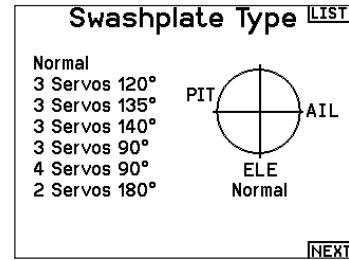 Swashplate Type
LIST
Normal
3 Servos 120°
3 Servos 135°
3 Servos 140°
3 Servos 90°
4 Servos 90°
2 Servos 180°
PIT
AIL
ELE
Normal
NEXT